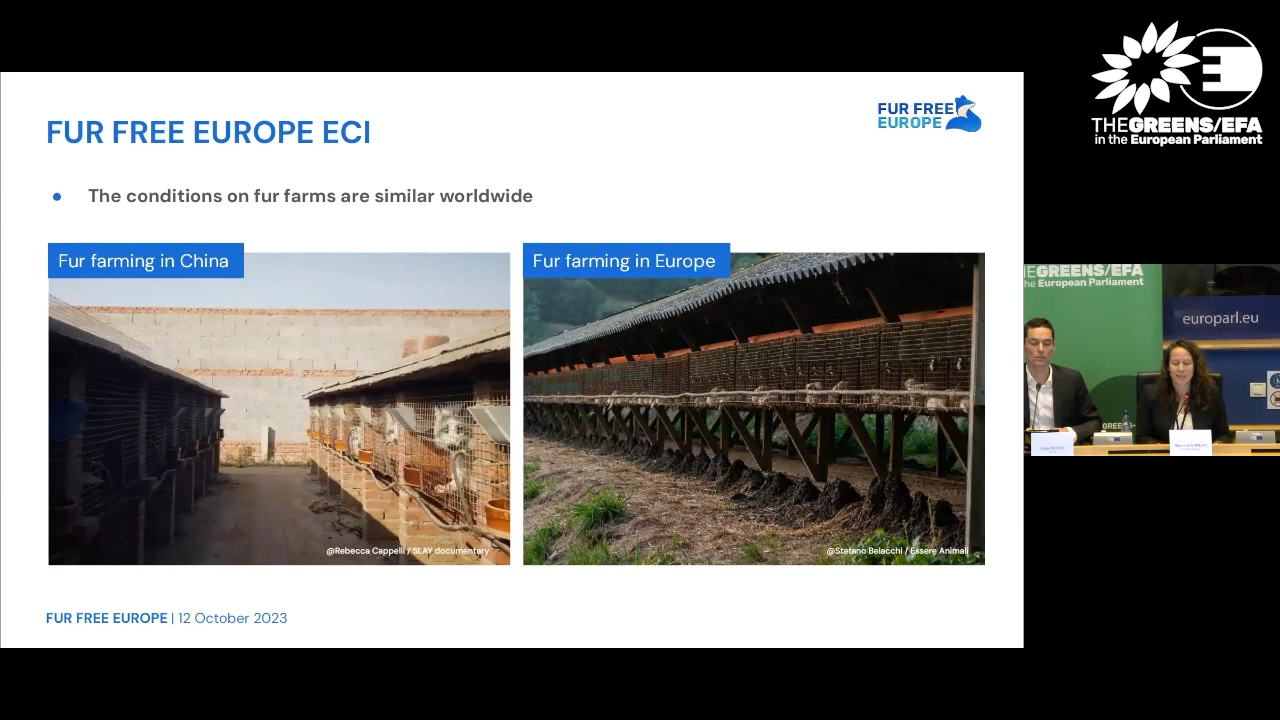 FUR FREE EUROPE ECI
FUR FREE
EUROPE
The conditions on fur farms are similar worldwide
Fur farming in China
Fur farming in Europe
@Rebecca Cappelli / SLAY documentary
@Stefano Belacchi / Essere Animali
FUR FREE EUROPE | 12 October 2023
THEGREENS/EFA
in the European Parliament
HEGREENS/EFA
he European Parliament
europarl.eu